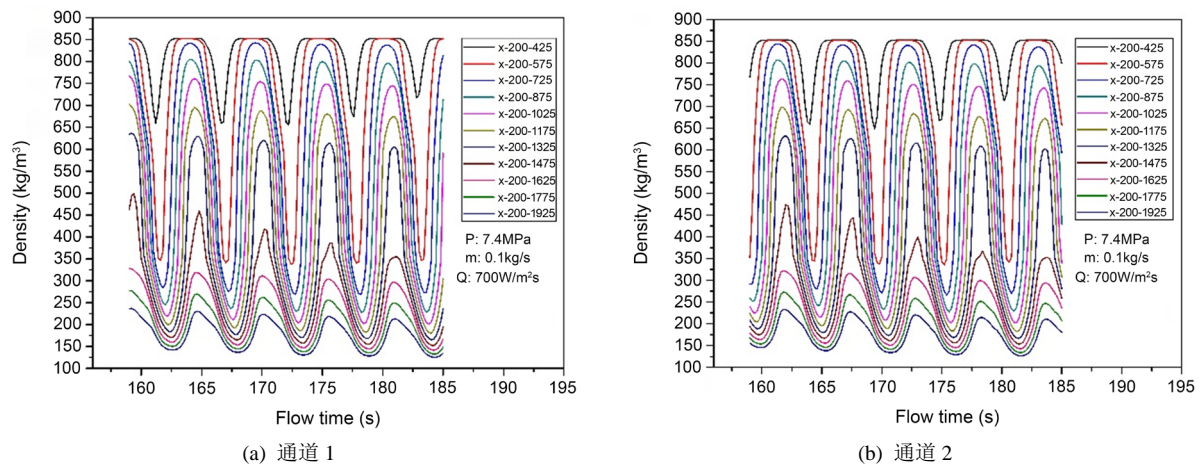 900
850
800
750
700
650
600
550
500
450
400
350
300
250
200
150
100
Density (kg/m³)
x-200-425
x-200-575
x-200-725
x-200-875
x-200-1025
x-200-1175
x-200-1325
x-200-1475
x-200-1625
x-200-1775
x-200-1925
P: 7.4MPa
m: 0.1kg/s
Q: 700W/m²s
160 165 170 175 180 185 190 195
Flow time (s)
(a) 通道 1
900
850
800
750
700
650
600
550
500
450
400
350
300
250
200
150
100
Density (kg/m³)
x-200-425
x-200-575
x-200-725
x-200-875
x-200-1025
x-200-1175
x-200-1325
x-200-1475
x-200-1625
x-200-1775
x-200-1925
P: 7.4MPa
m: 0.1kg/s
Q: 700W/m²s
160 165 170 175 180 185 190 195
Flow time (s)
(b) 通道 2